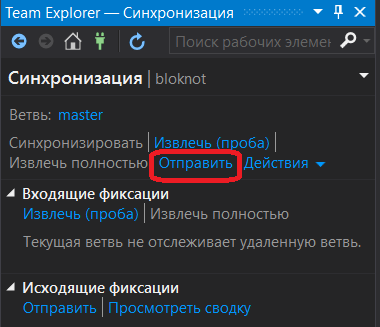 Team Explorer — Синхронизация
Поиск рабочих элемен
Синхронизация | bloknot
Ветвь: master
Синхронизировать | Извлечь (проба) |
Извлечь полностью | Отправить | Действия
Входящие фиксации
Извлечь (проба) | Извлечь полностью
Текущая ветвь не отслеживает удаленную ветвь.
Исходящие фиксации
Отправить | Просмотреть сводку